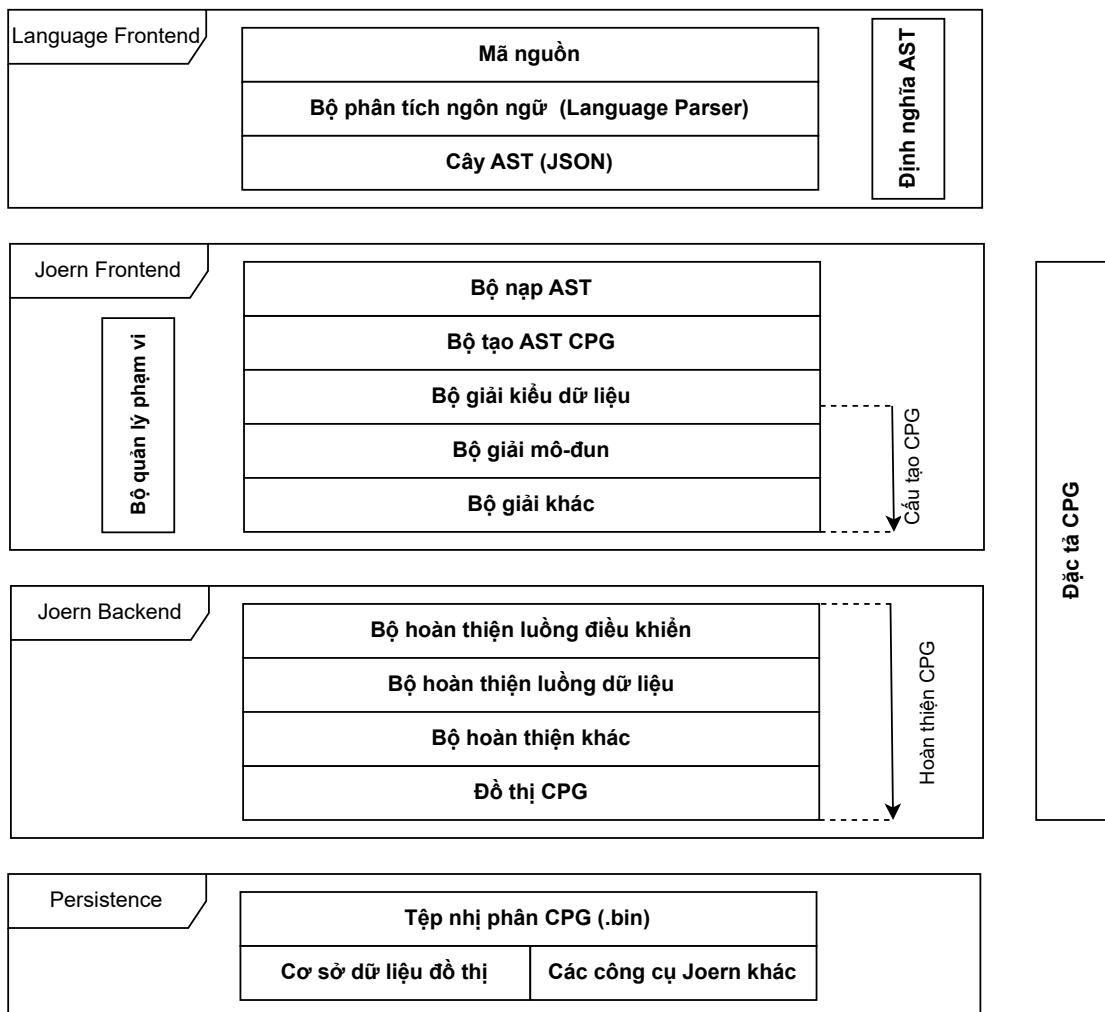 Language Frontend
Mã nguồn
Bộ phân tích ngôn ngữ (Language Parser)
Cây AST (JSON)
Định nghĩa AST
Joern Frontend
Bộ quản lý phạm vi
Bộ nạp AST
Bộ tạo AST CPG
Bộ giải kiểu dữ liệu
Bộ giải mô-đun
Bộ giải khác
Cấu tạo CPG
Đặc tả CPG
Joern Backend
Bộ hoàn thiện luồng điều khiển
Bộ hoàn thiện luồng dữ liệu
Bộ hoàn thiện khác
Đồ thị CPG
Hoàn thiện CPG
Persistence
Tệp nhị phân CPG (.bin)
Cơ sở dữ liệu đồ thị
Các công cụ Joern khác